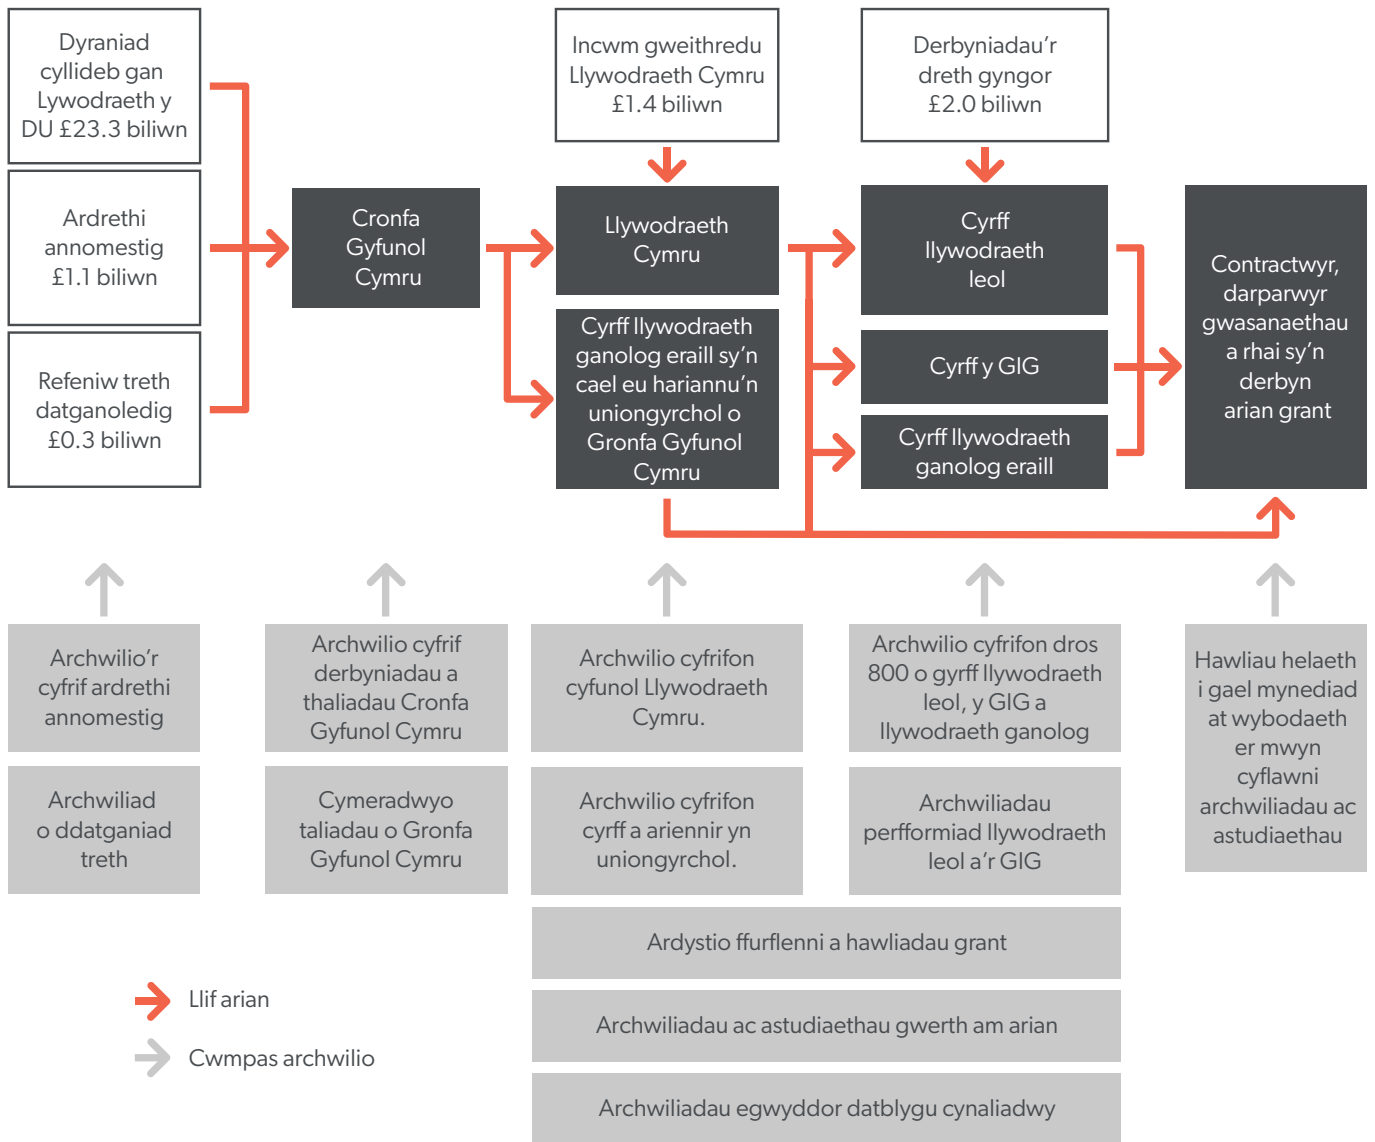 Dyraniad
cyllideb gan
Lywodraeth y
DU £23.3 biliwn
Ardrethi
annomestig
£1.1 biliwn
Refeniw treth
datganoledig
£0.3 biliwn
Cronfa
Gyfunol
Cymru
Incwm gweithredu
Llywodraeth Cymru
£1.4 biliwn
Llywodraeth
Cymru
Cyrff llywodraeth
ganolog eraill sy’n
cael eu hariannu’n
uniongyrchol o
Gronfa Gyfunol
Cymru
Derbyniadau’r
dreth gyngor
£2.0 biliwn
Cyrff
llywodraeth
leol
Cyrff y GIG
Cyrff llywodraeth
ganolog eraill
Contractwyr,
darparwyr
gwasanaethau
a rhai sy’n
derbyn
arian grant
Archwilio’r
cyfrif ardrethi
annomestig
Archwiliad
o ddatganiad
treth
Archwilio cyfrif
derbyniadau a
thaliadau Cronfa
Gyfunol Cymru
Cymeradwyo
taliadau o Gronfa
Gyfunol Cymru
Archwilio cyfrifon
cyfunol Llywodraeth
Cymru.
Archwilio cyfrifon
cyrff a ariennir yn
uniongyrchol.
Archwilio cyfrifon dros
800 o gyrff llywodraeth
leol, y GIG a
llywodraeth ganolog
Archwiliadau
perfformiad llywodraeth
leol a’r GIG
Hawliau helaeth
i gael mynediad
at wybodaeth
er mwyn
cyflawni
archwiliadau ac
astudiaethau
Ardystio ffurflenni a hawliadau grant
Archwiliadau ac astudiaethau gwerth am arian
Archwiliadau egwyddor datblygu cynaliadwy
Llif arian
Cwmpas archwilio